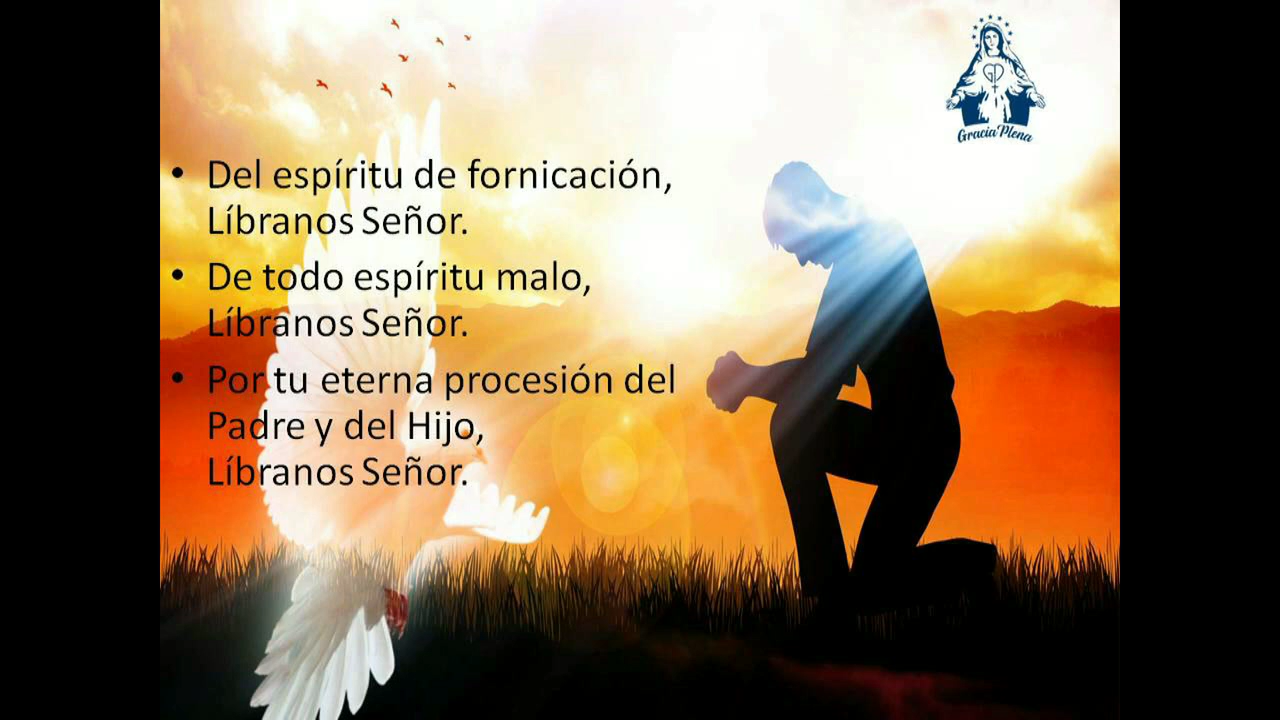 Gracia Plena
• Del espíritu de fornicación,
Líbranos Señor.
• De todo espíritu malo,
Líbranos Señor.
• Por tu eterna procesión del
Padre y del Hijo,
Líbranos Señor.